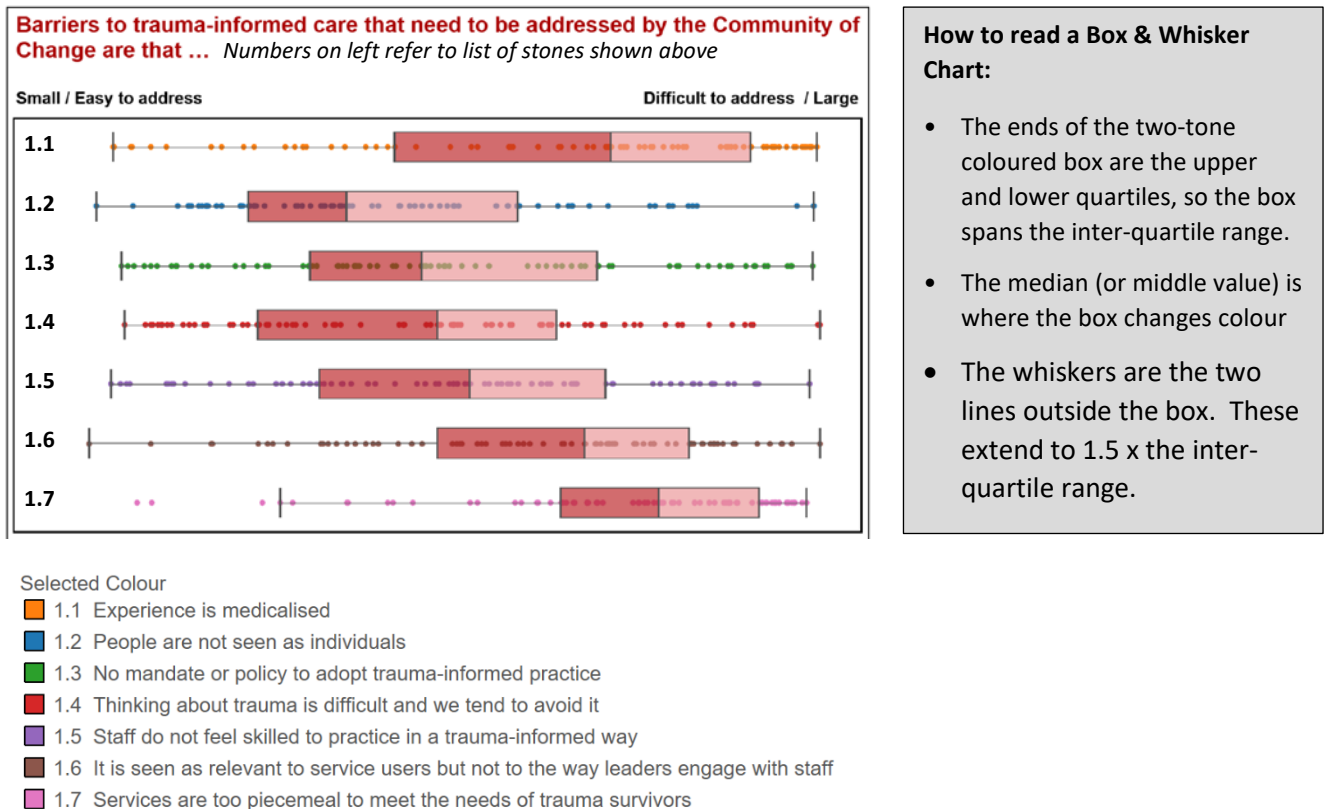 Barriers to trauma-informed care that need to be addressed by the Community of
Change are that ... Numbers on left refer to list of stones shown above
Small / Easy to address
Difficult to address / Large
1.1
1.2
1.3
1.4
1.5
1.6
1.7
How to read a Box & Whisker
Chart:
• The ends of the two-tone
coloured box are the upper
and lower quartiles, so the box
spans the inter-quartile range.
• The median (or middle value) is
where the box changes colour
• The whiskers are the two
lines outside the box. These
extend to 1.5 x the inter-
quartile range.
Selected Colour
1.1 Experience is medicalised
1.2 People are not seen as individuals
1.3 No mandate or policy to adopt trauma-informed practice
1.4 Thinking about trauma is difficult and we tend to avoid it
1.5 Staff do not feel skilled to practice in a trauma-informed way
1.6 It is seen as relevant to service users but not to the way leaders engage with staff
1.7 Services are too piecemeal to meet the needs of trauma survivors